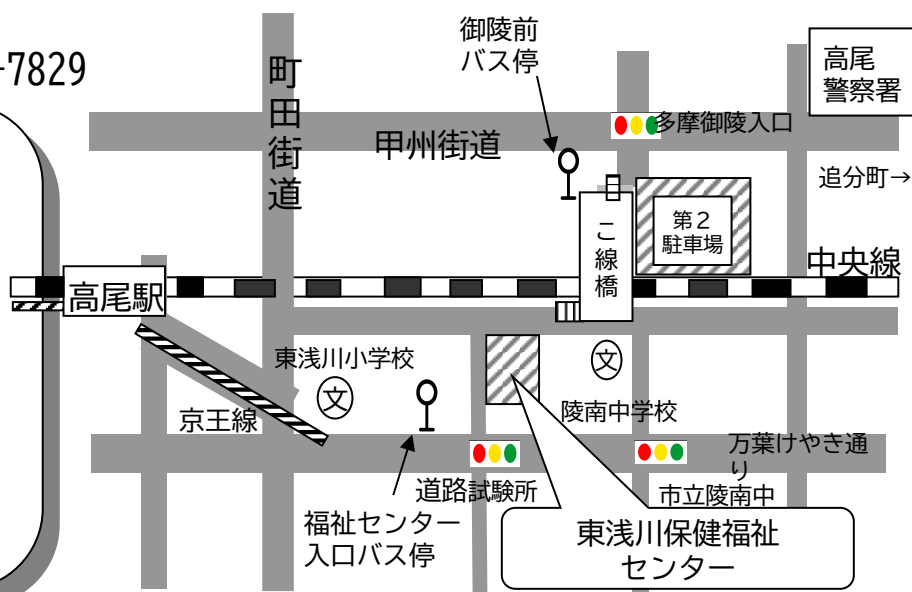 -7829
御陵前
バス停
高尾
警察署
町田街道
甲州街道
多摩御陵入口
追分町→
こ線橋
第２
駐車場
中央線
高尾駅
東浅川小学校
文
文
京王線
陵南中学校
万葉けやき通
り
道路試験所
市立陵南中
福祉センター
入口バス停
東浅川保健福祉
センター